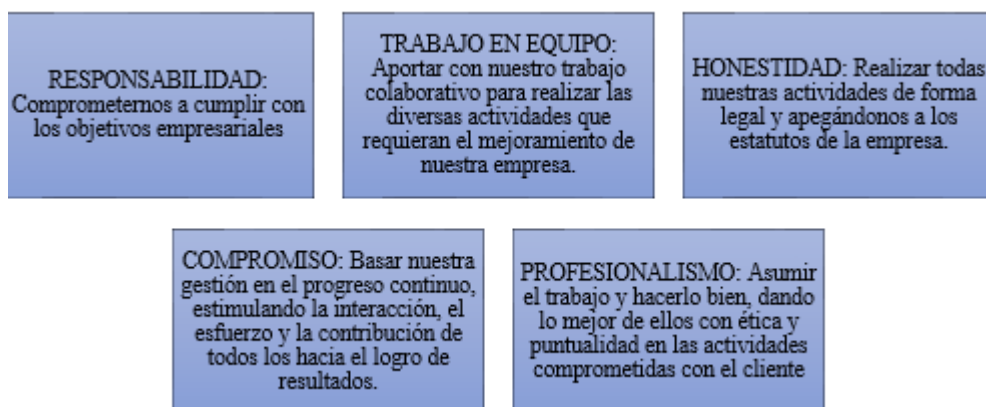 RESPONSABILIDAD:
Comprometernos a cumplir con
los objetivos empresariales
TRABAJO EN EQUIPO:
Aportar con nuestro trabajo
colaborativo para realizar las
diversas actividades que
requieran el mejoramiento de
nuestra empresa.
HONESTIDAD: Realizar todas
nuestras actividades de forma
legal y apegándonos a los
estatutos de la empresa.
COMPROMISO: Basar nuestra
gestión en el progreso continuo,
estimulando la interacción, el
esfuerzo y la contribución de
todos los hacia el logro de
resultados.
PROFESIONALISMO: Asumir
el trabajo y hacerlo bien, dando
lo mejor de ellos con ética y
puntualidad en las actividades
comprometidas con el cliente